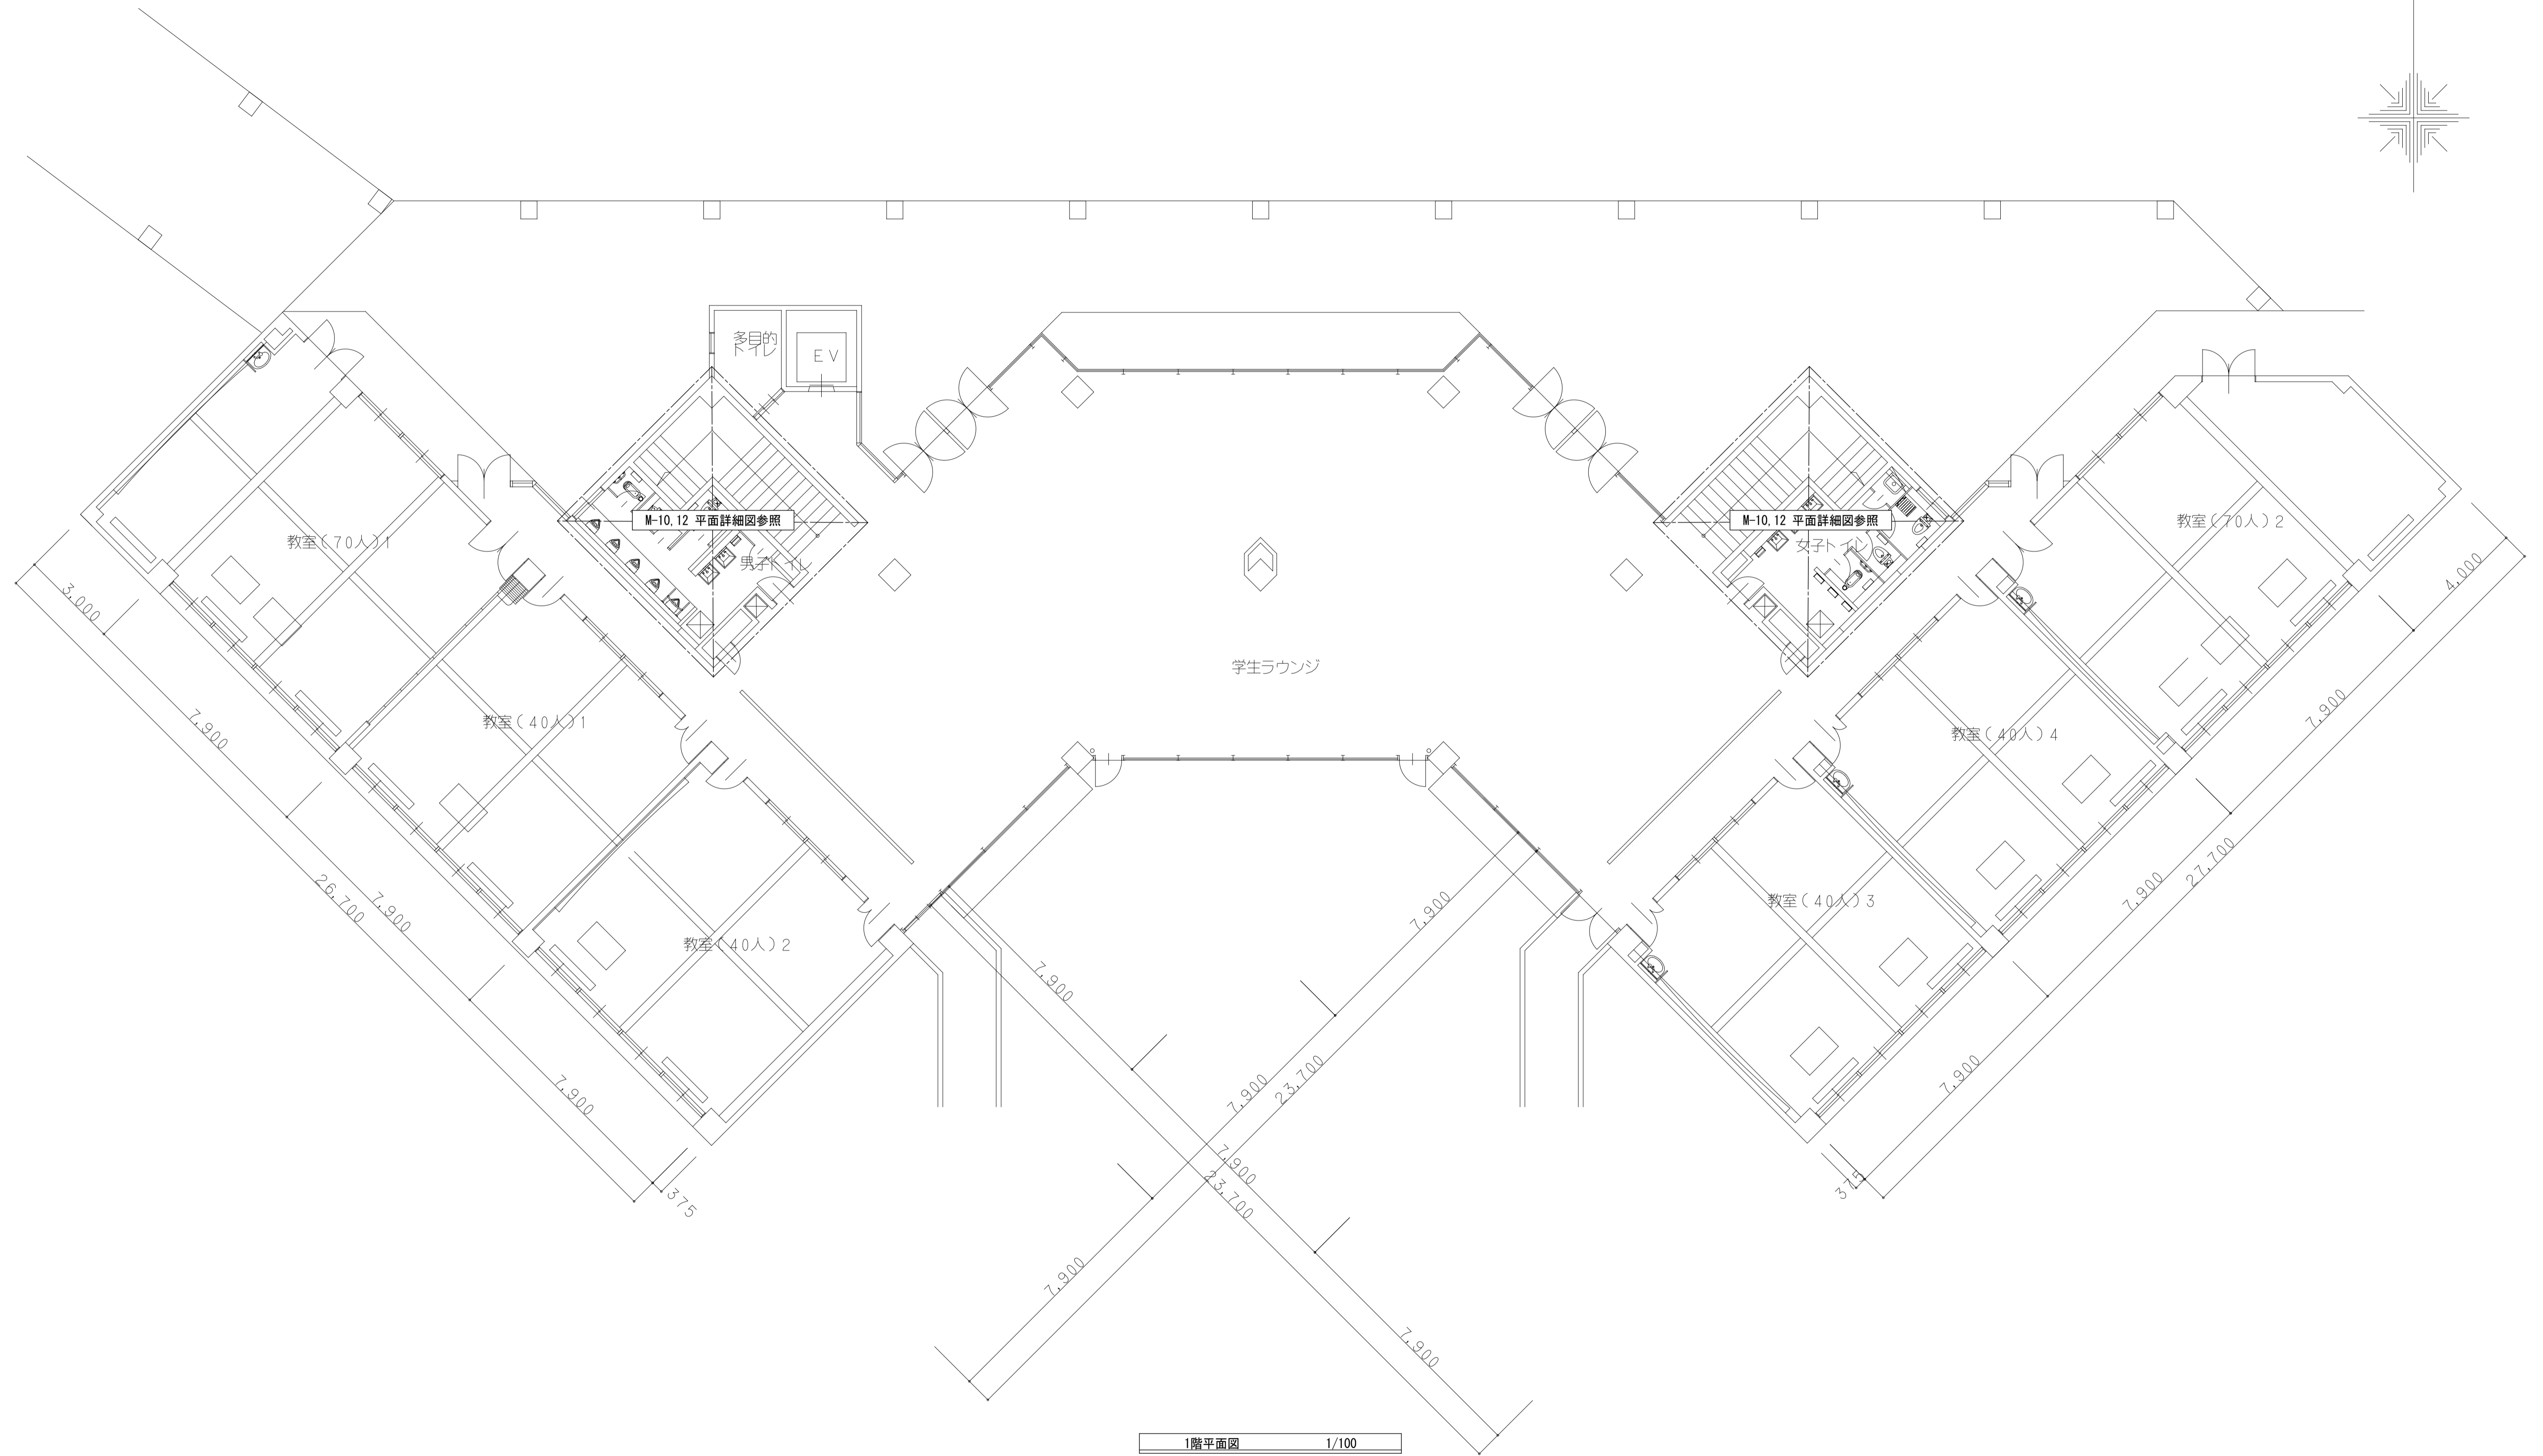 多目的
トイレ
EV
M-10,12 平面詳細図参照
男子トイレ
M-10,12 平面詳細図参照
女子トイレ
教室(70人)1
教室(70人)2
学生ラウンジ
教室(40人)1
教室(40人)4
教室(40人)2
教室(40人)3
3,000
7,900
7,900
7,900
26,700
375
7,900
7,900
7,900
23,700
7,900
7,900
7,900
23,700
4,000
7,900
7,900
7,900
27,700
375
1階平面図 1/100